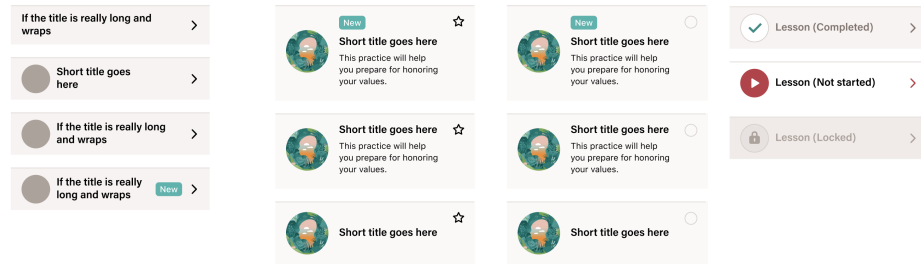 If the title is really long and
wraps
Short title goes
here
If the title is really long
and wraps
If the title is really
long and wraps
New
New
Short title goes here
This practice will help
you prepare for honoring
your values.
Short title goes here
This practice will help
you prepare for honoring
your values.
Short title goes here
New
Short title goes here
This practice will help
you prepare for honoring
your values.
Short title goes here
This practice will help
you prepare for honoring
your values.
Short title goes here
Lesson (Completed)
Lesson (Not started)
Lesson (Locked)